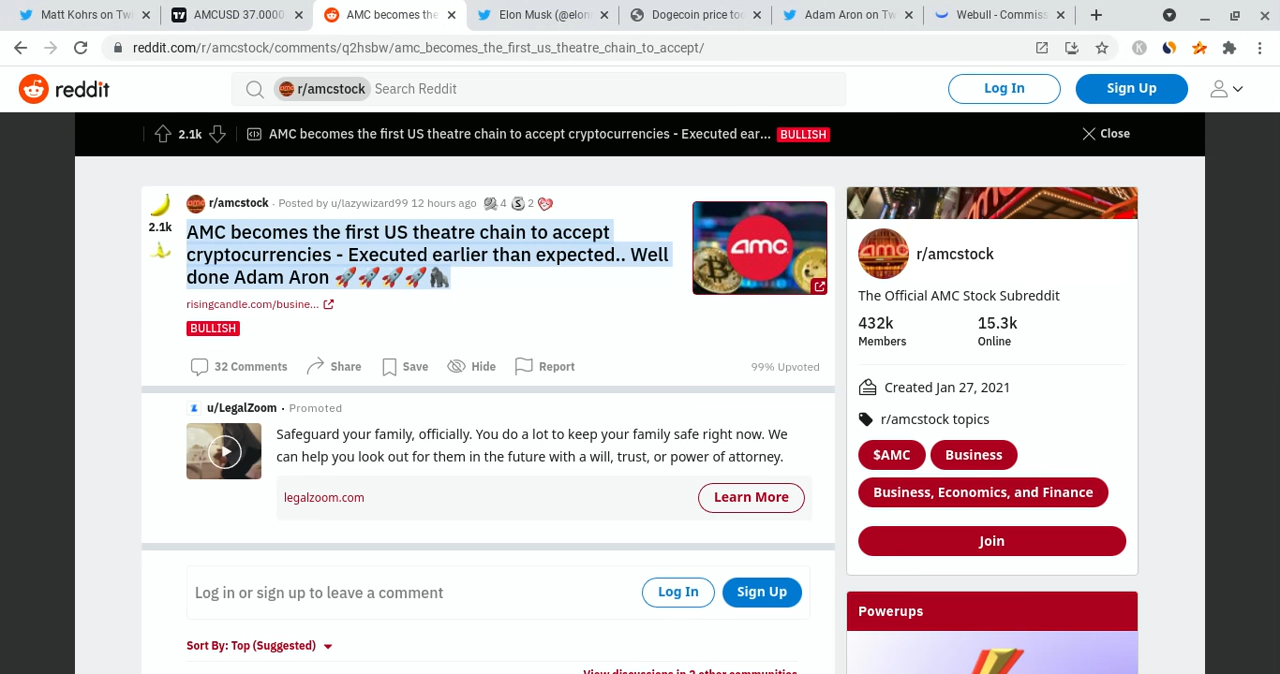 Matt Kohrs on Tw
AMCUSD 37.0000
AMC becomes the
Elon Musk (@elon
Dogecoin price to
Adam Aron on Tw
Webull - Commiss
reddit.com/r/amcstock/comments/q2hsbw/amc_becomes_the_first_us_theatre_chain_to_accept/
reddit
r/amcstock
Search Reddit
Log In
Sign Up
2.1k
AMC becomes the first US theatre chain to accept cryptocurrencies - Executed ear...
BULLISH
Close
r/amcstock · Posted by u/lazywizard99 12 hours ago
4
2
2.1k
AMC becomes the first US theatre chain to accept
cryptocurrencies - Executed earlier than expected.. Well
done Adam Aron 🚀🚀🚀🚀🦍
amc
risingcandle.com/busine...
BULLISH
32 Comments
Share
Save
Hide
Report
99% Upvoted
u/LegalZoom · Promoted
Safeguard your family, officially. You do a lot to keep your family safe right now. We
can help you look out for them in the future with a will, trust, or power of attorney.
legalzoom.com
Learn More
Log in or sign up to leave a comment
Log In
Sign Up
Sort By: Top (Suggested)
View discussions in 2 other communities
amc
r/amcstock
The Official AMC Stock Subreddit
432k
15.3k
Members
Online
Created Jan 27, 2021
r/amcstock topics
$AMC
Business
Business, Economics, and Finance
Join
Powerups